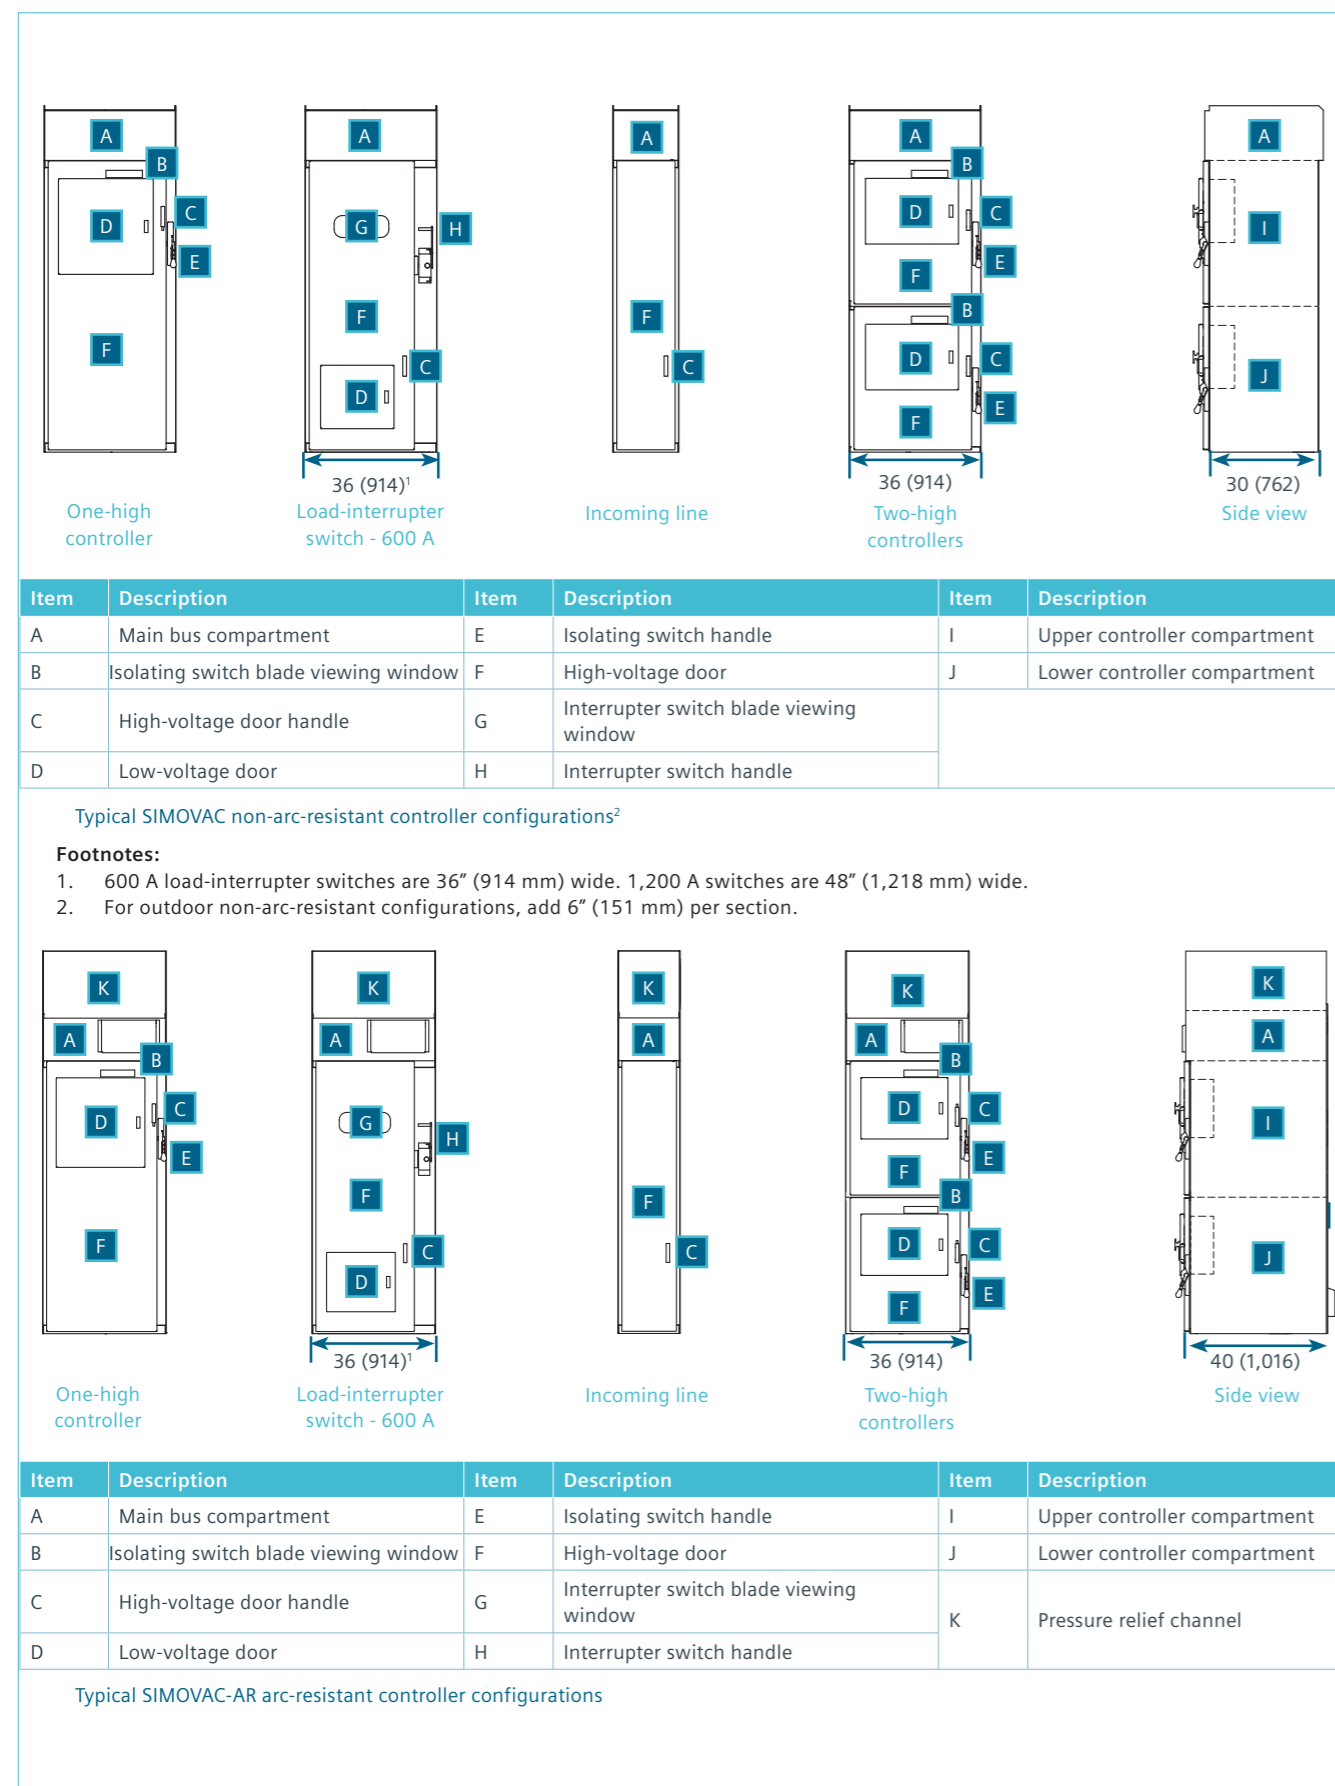 A A A A A
B B
D C G H D C I
E F E
F F F B
D C J
C C E
D F
36 (914)¹ 36 (914) 30 (762)
One-high Load-interrupter Incoming line Two-high Side view
controller switch - 600 A controllers
Item Description Item Description Item Description
A Main bus compartment E Isolating switch handle I Upper controller compartment
B Isolating switch blade viewing window F High-voltage door J Lower controller compartment
C High-voltage door handle G Interrupter switch blade viewing
window
D Low-voltage door H Interrupter switch handle
Typical SIMOVAC non-arc-resistant controller configurations²
Footnotes:
1. 600 A load-interrupter switches are 36” (914 mm) wide. 1,200 A switches are 48” (1,218 mm) wide.
2. For outdoor non-arc-resistant configurations, add 6” (151 mm) per section.
K K K K K
A A A A A
B B
D C G H D C I
E F E
F F F B
C C D C J
D E
F
36 (914)¹ 36 (914) 40 (1,016)
One-high Load-interrupter Incoming line Two-high Side view
controller switch - 600 A controllers
Item Description Item Description Item Description
A Main bus compartment E Isolating switch handle I Upper controller compartment
B Isolating switch blade viewing window F High-voltage door J Lower controller compartment
C High-voltage door handle G Interrupter switch blade viewing
window
K Pressure relief channel
D Low-voltage door H Interrupter switch handle
Typical SIMOVAC-AR arc-resistant controller configurations